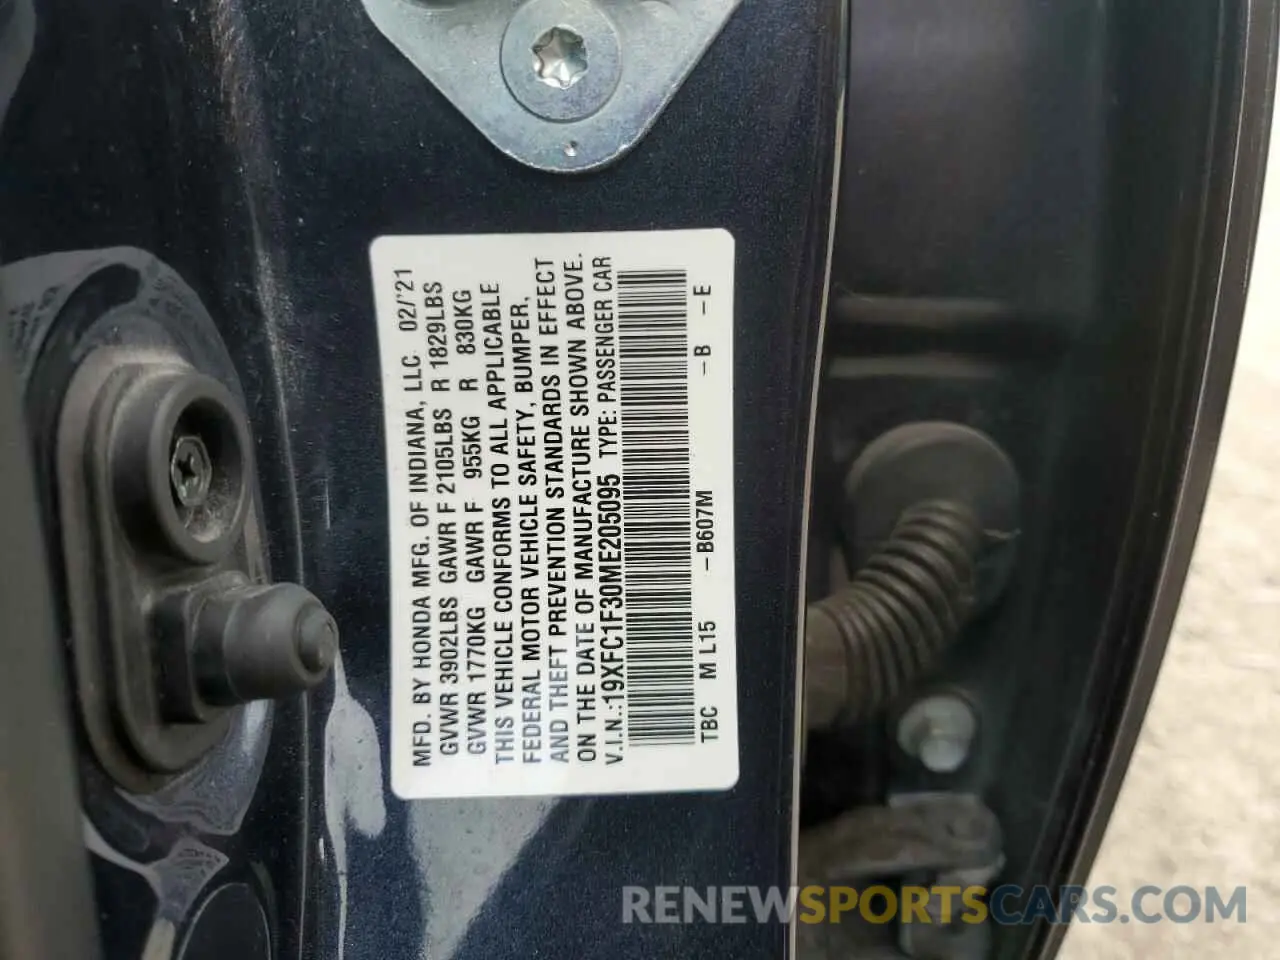 MFD. BY HONDA MFG. OF INDIANA, LLC 02/'21
GVWR 3902LBS GAWR F 2105LBS R 1829LBS
GVWR 1770KG GAWR F 955KG R 830KG
THIS VEHICLE CONFORMS TO ALL APPLICABLE
FEDERAL MOTOR VEHICLE SAFETY, BUMPER,
AND THEFT PREVENTION STANDARDS IN EFFECT
ON THE DATE OF MANUFACTURE SHOWN ABOVE.
V.I.N.:19XFC1F30ME205095 TYPE: PASSENGER CAR
TBC M L15 -B607M -B -E
RENEWSPORTSCARS.COM